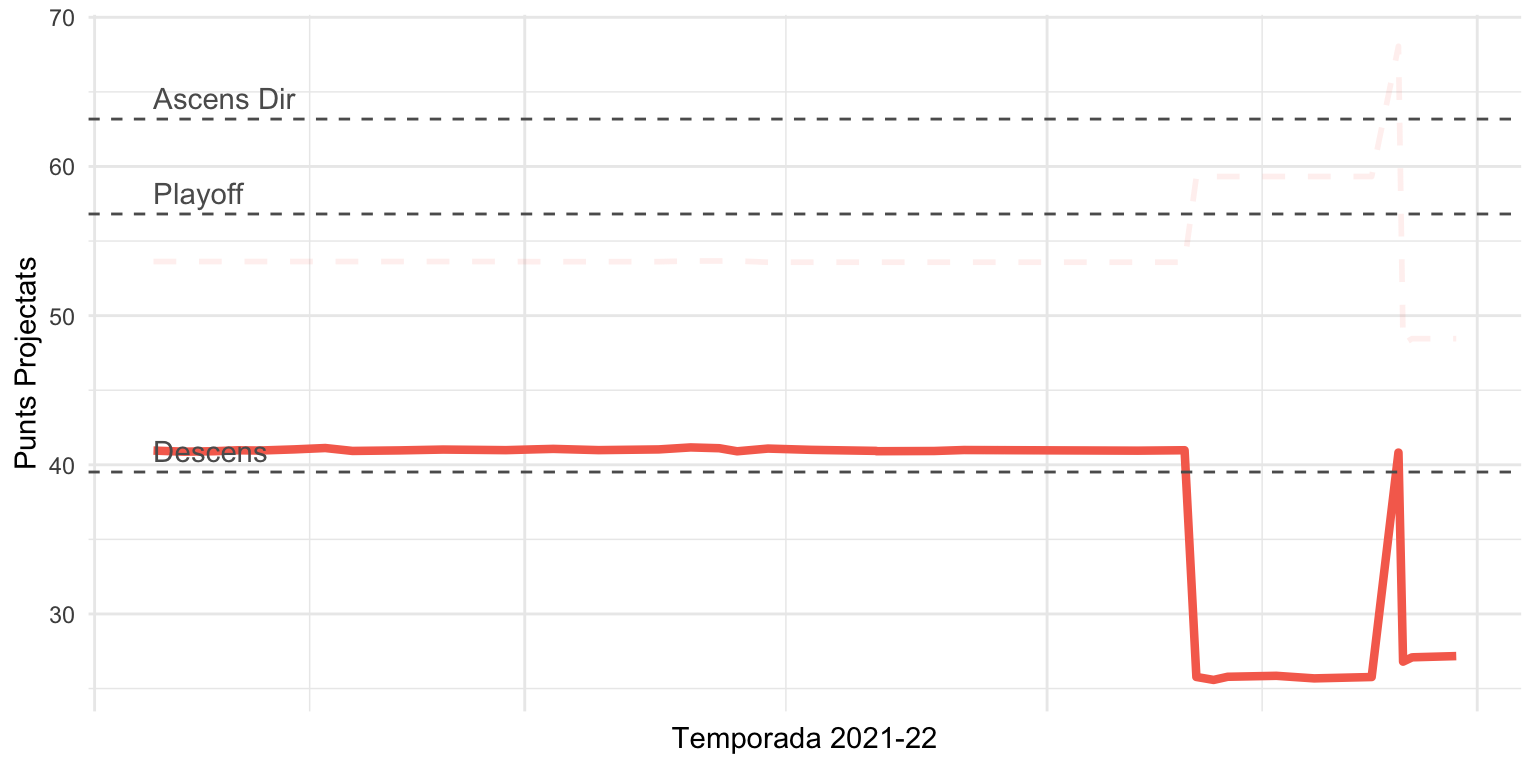 70
Ascens Dir
60
Playoff
50
Descens
40
30
Punts Projectats
Temporada 2021-22